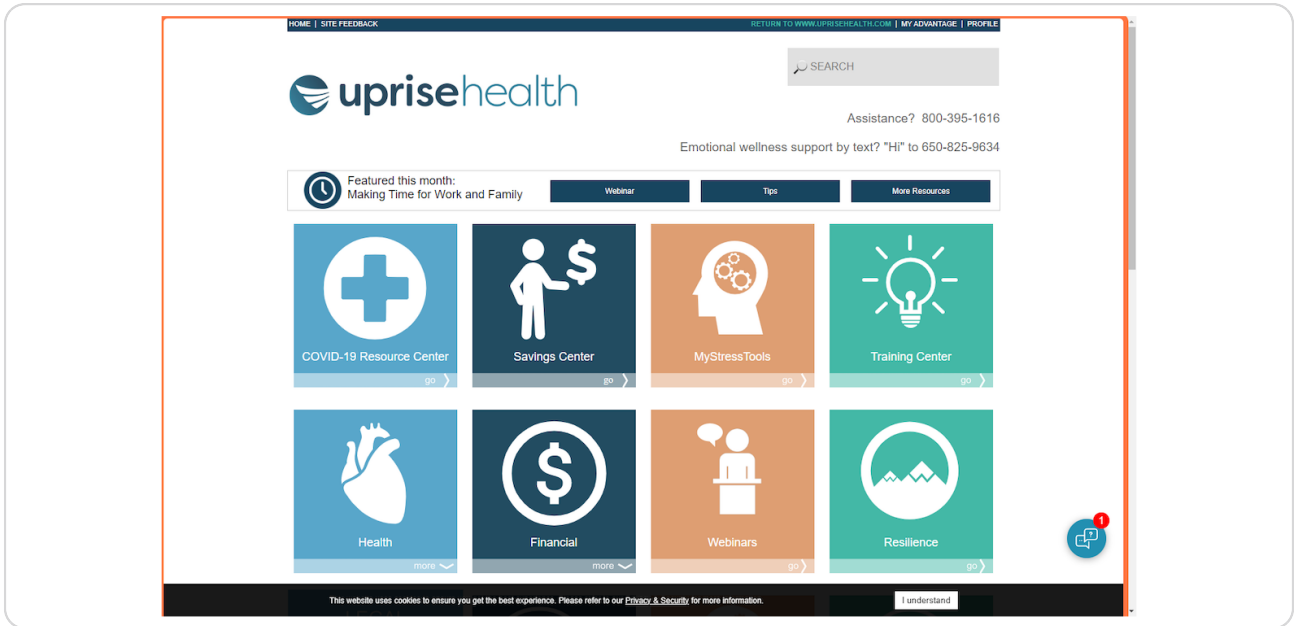 HOME | SITE FEEDBACK
RETURN TO WWW.UPRISEHEALTH.COM | MY ADVANTAGE | PROFILE
SEARCH
uprisehealth
Assistance? 800-395-1616
Emotional wellness support by text? "Hi" to 650-825-9634
Featured this month:
Making Time for Work and Family
Webinar
Tips
More Resources
COVID-19 Resource Center
go
Savings Center
go
MyStressTools
go
Training Center
go
Health
more
Financial
more
Webinars
go
Resilience
go
1
This website uses cookies to ensure you get the best experience. Please refer to our Privacy & Security for more information.
I understand